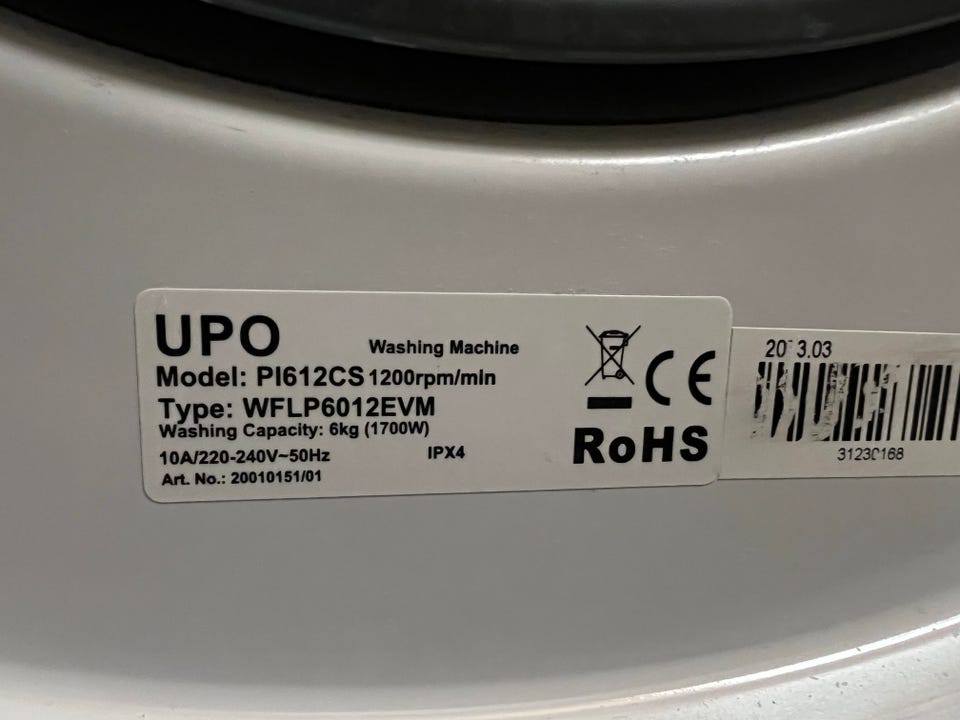 UPO
Washing Machine
Model: PI612CS 1200rpm/min
Type: WFLP6012EVM
Washing Capacity: 6kg (1700W)
10A/220-240V~50Hz IPX4
Art. No.: 20010151/01
CE
RoHS